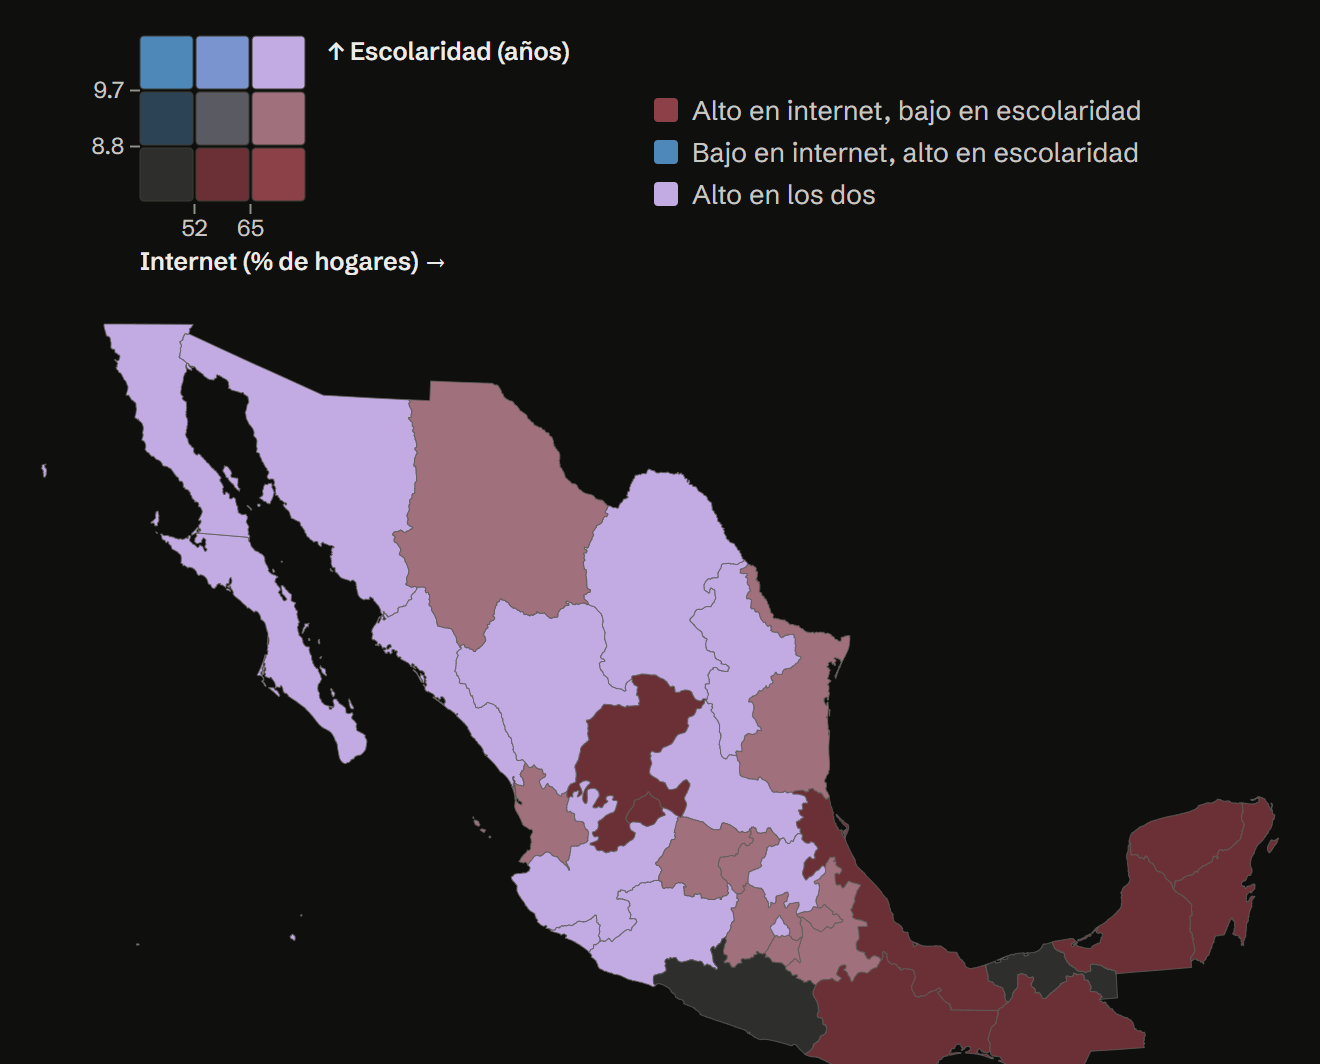 ↑ Escolaridad (años)
9.7
8.8
52 65
Internet (% de hogares) →
Alto en internet, bajo en escolaridad
Bajo en internet, alto en escolaridad
Alto en los dos